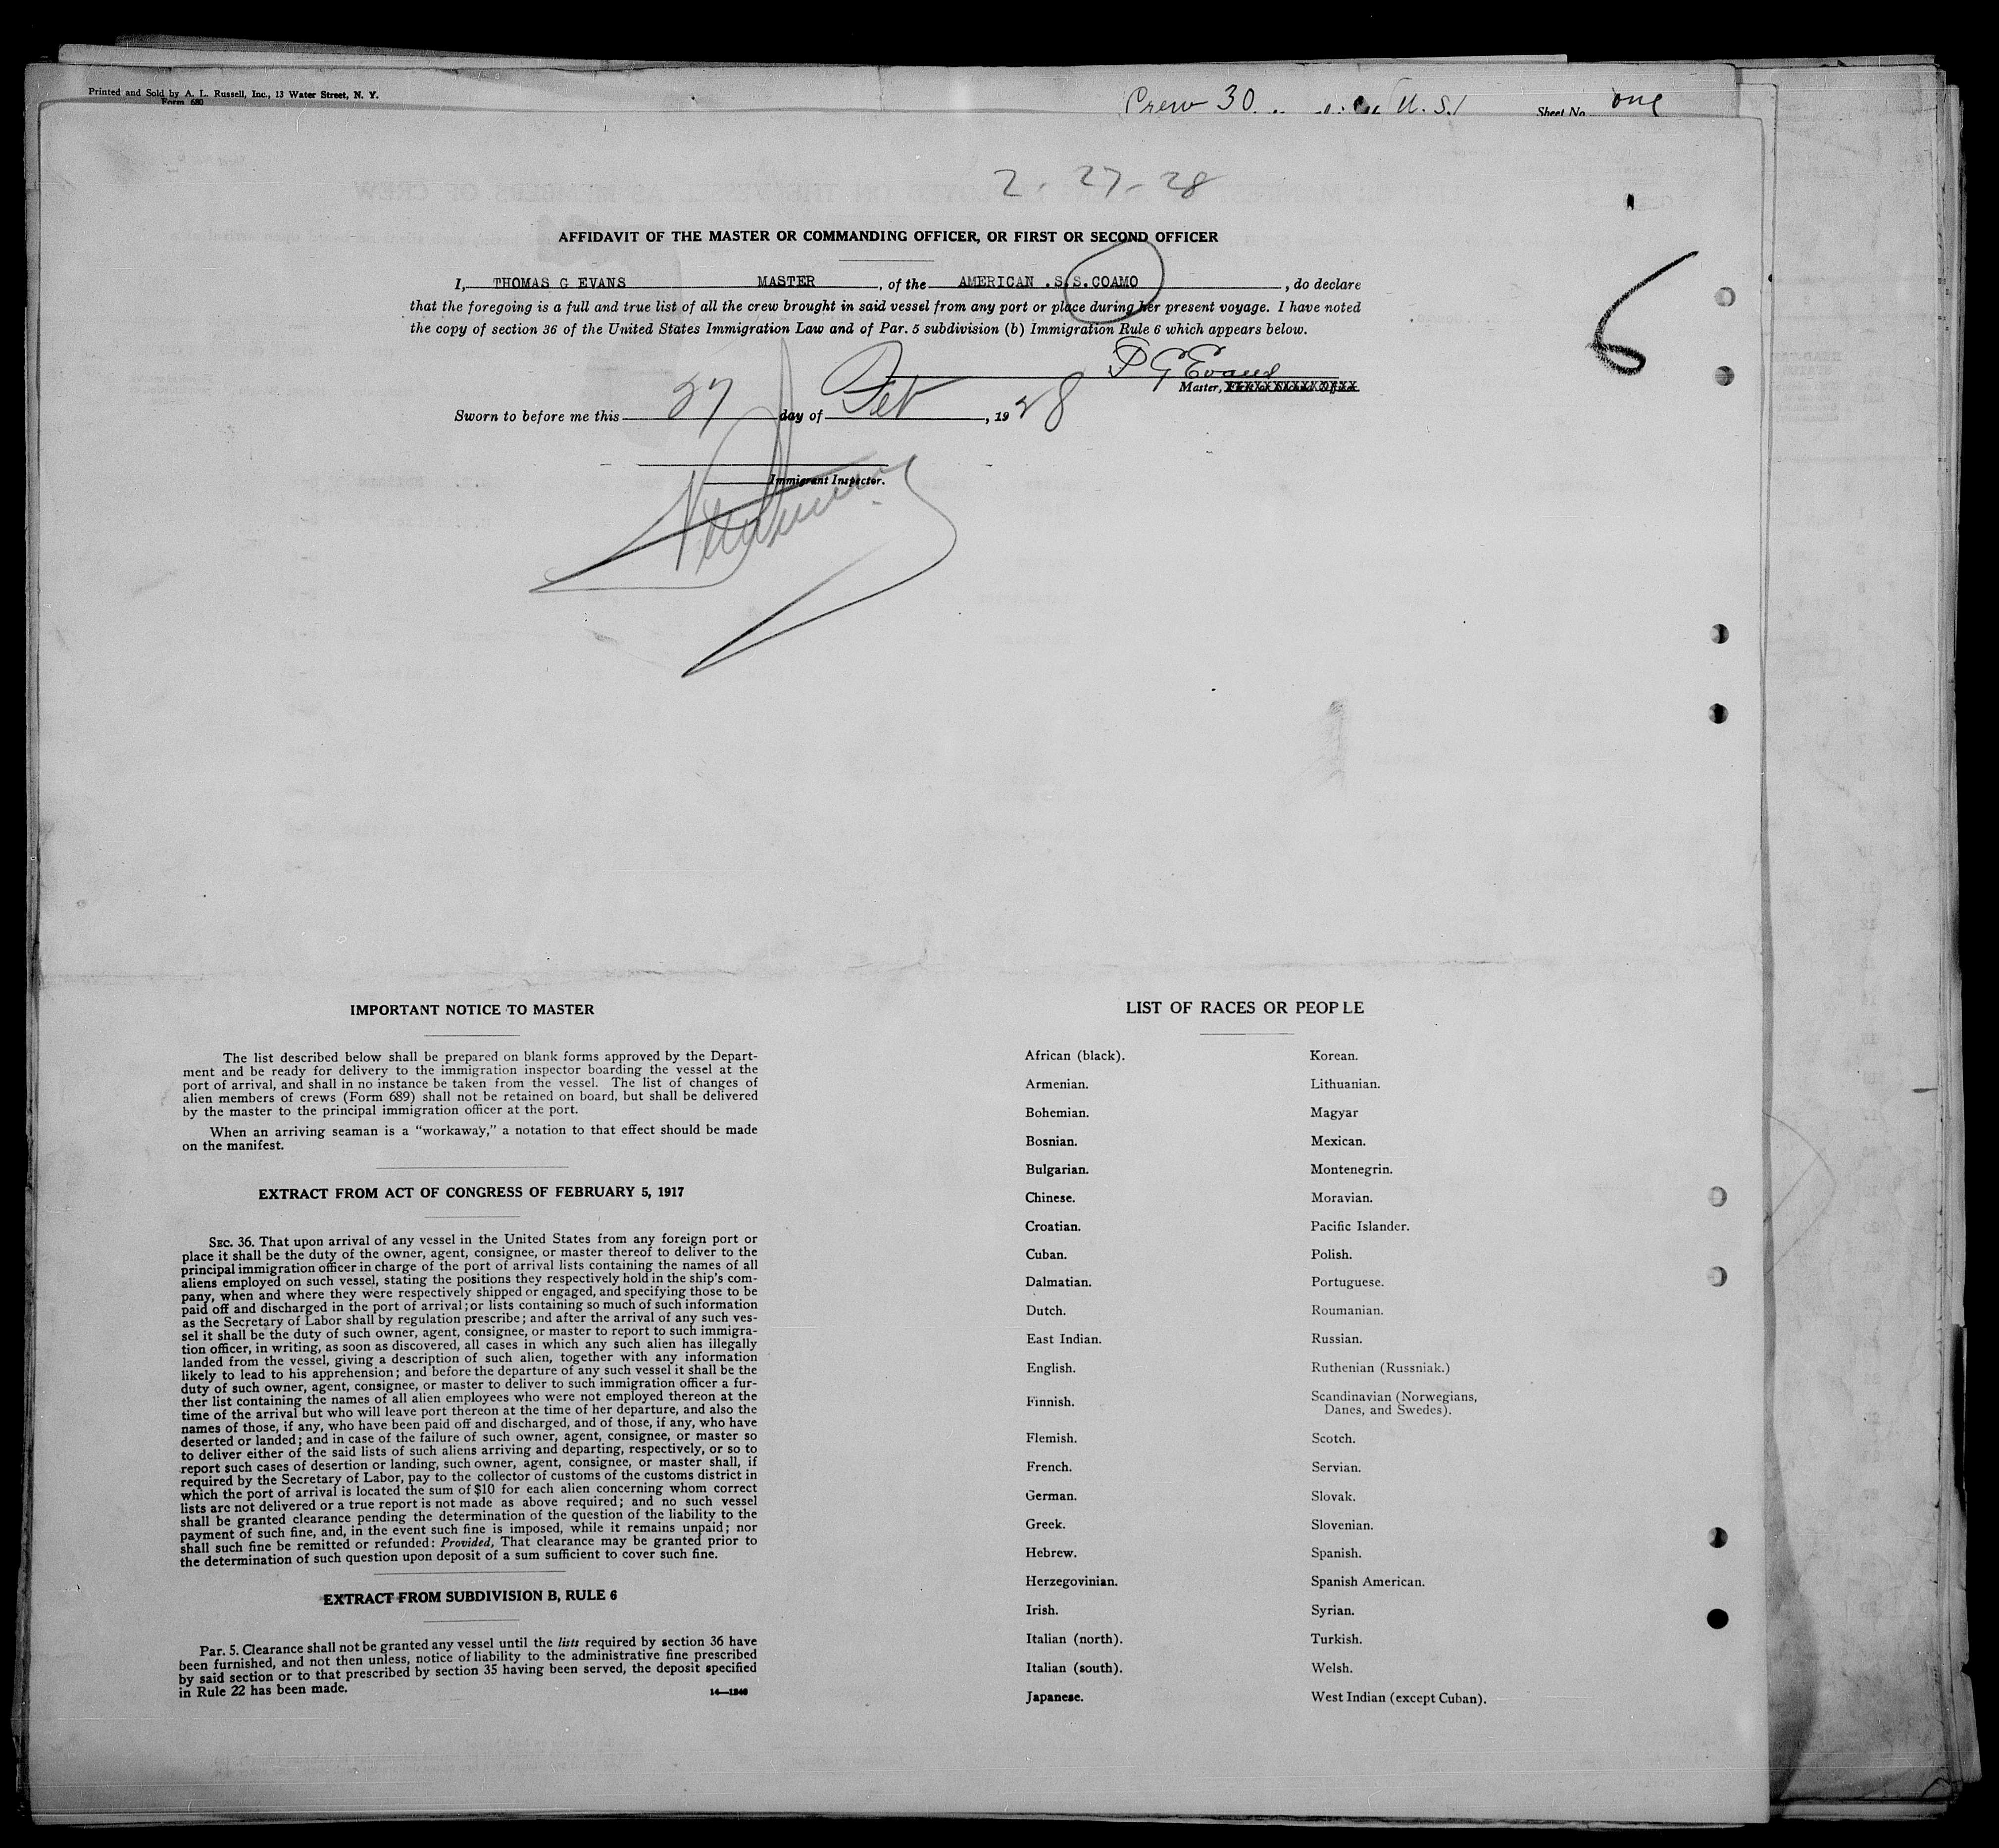 Printed and Sold by A. L. Russell, Inc., 13 Water Street, N. Y.
Form 680
Crew 30 U. S. Sheet No. one
2 - 27 - 28
6
AFFIDAVIT OF THE MASTER OR COMMANDING OFFICER, OR FIRST OR SECOND OFFICER
I, THOMAS G EVANS MASTER, of the AMERICAN .S.S.COAMO, do declare
that the foregoing is a full and true list of all the crew brought in said vessel from any port or place during her present voyage. I have noted
the copy of section 36 of the United States Immigration Law and of Par. 5 subdivision (b) Immigration Rule 6 which appears below.
T G Evans
Master,
Sworn to before me this 27 day of Feb, 1928
Immigrant Inspector.
IMPORTANT NOTICE TO MASTER
The list described below shall be prepared on blank forms approved by the Depart-
ment and be ready for delivery to the immigration inspector boarding the vessel at the
port of arrival, and shall in no instance be taken from the vessel. The list of changes of
alien members of crews (Form 689) shall not be retained on board, but shall be delivered
by the master to the principal immigration officer at the port.
When an arriving seaman is a "workaway," a notation to that effect should be made
on the manifest.
EXTRACT FROM ACT OF CONGRESS OF FEBRUARY 5, 1917
SEC. 36. That upon arrival of any vessel in the United States from any foreign port or
place it shall be the duty of the owner, agent, consignee, or master thereof to deliver to the
principal immigration officer in charge of the port of arrival lists containing the names of all
aliens employed on such vessel, stating the positions they respectively hold in the ship's com-
pany, when and where they were respectively shipped or engaged, and specifying those to be
paid off and discharged in the port of arrival; or lists containing so much of such information
as the Secretary of Labor shall by regulation prescribe; and after the arrival of any such ves-
sel it shall be the duty of such owner, agent, consignee, or master to report to such immigra-
tion officer, in writing, as soon as discovered, all cases in which any such alien has illegally
landed from the vessel, giving a description of such alien, together with any information
likely to lead to his apprehension; and before the departure of any such vessel it shall be the
duty of such owner, agent, consignee, or master to deliver to such immigration officer a fur-
ther list containing the names of all alien employees who were not employed thereon at the
time of the arrival but who will leave port thereon at the time of her departure, and also the
names of those, if any, who have been paid off and discharged, and of those, if any, who have
deserted or landed; and in case of the failure of such owner, agent, consignee, or master so
to deliver either of the said lists of such aliens arriving and departing, respectively, or so to
report such cases of desertion or landing, such owner, agent, consignee, or master shall, if
required by the Secretary of Labor, pay to the collector of customs of the customs district in
which the port of arrival is located the sum of $10 for each alien concerning whom correct
lists are not delivered or a true report is not made as above required; and no such vessel
shall be granted clearance pending the determination of the question of the liability to the
payment of such fine, and, in the event such fine is imposed, while it remains unpaid; nor
shall such fine be remitted or refunded: Provided, That clearance may be granted prior to
the determination of such question upon deposit of a sum sufficient to cover such fine.
EXTRACT FROM SUBDIVISION B, RULE 6
Par. 5. Clearance shall not be granted any vessel until the lists required by section 36 have
been furnished, and not then unless, notice of liability to the administrative fine prescribed
by said section or to that prescribed by section 35 having been served, the deposit specified
in Rule 22 has been made.
14—1240
LIST OF RACES OR PEOPLE
African (black).
Armenian.
Bohemian.
Bosnian.
Bulgarian.
Chinese.
Croatian.
Cuban.
Dalmatian.
Dutch.
East Indian.
English.
Finnish.
Flemish.
French.
German.
Greek.
Hebrew.
Herzegovinian.
Irish.
Italian (north).
Italian (south).
Japanese.
Korean.
Lithuanian.
Magyar
Mexican.
Montenegrin.
Moravian.
Pacific Islander.
Polish.
Portuguese.
Roumanian.
Russian.
Ruthenian (Russniak.)
Scandinavian (Norwegians,
Danes, and Swedes).
Scotch.
Servian.
Slovak.
Slovenian.
Spanish.
Spanish American.
Syrian.
Turkish.
Welsh.
West Indian (except Cuban).